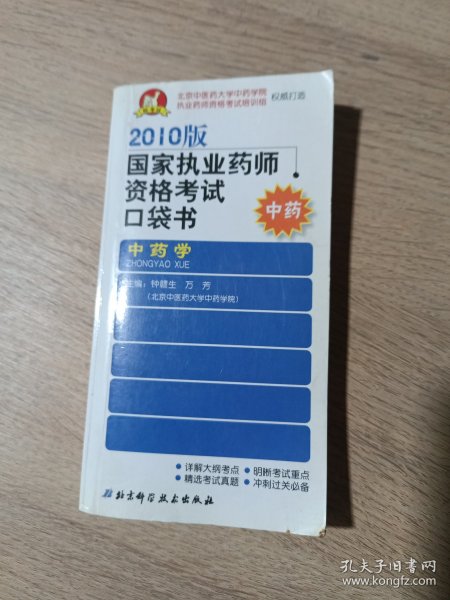 北京中医药大学中药学院
执业药师资格考试培训组 权威打造
2010版
国家执业药师
资格考试
口袋书
中药
中药学
ZHONGYAO XUE
主编：钟赣生 万 芳
（北京中医药大学中药学院）
• 详解大纲考点 • 明晰考试重点
• 精选考试真题 • 冲刺过关必备
北京科学技术出版社
孔夫子旧书网
www.kongfz.com